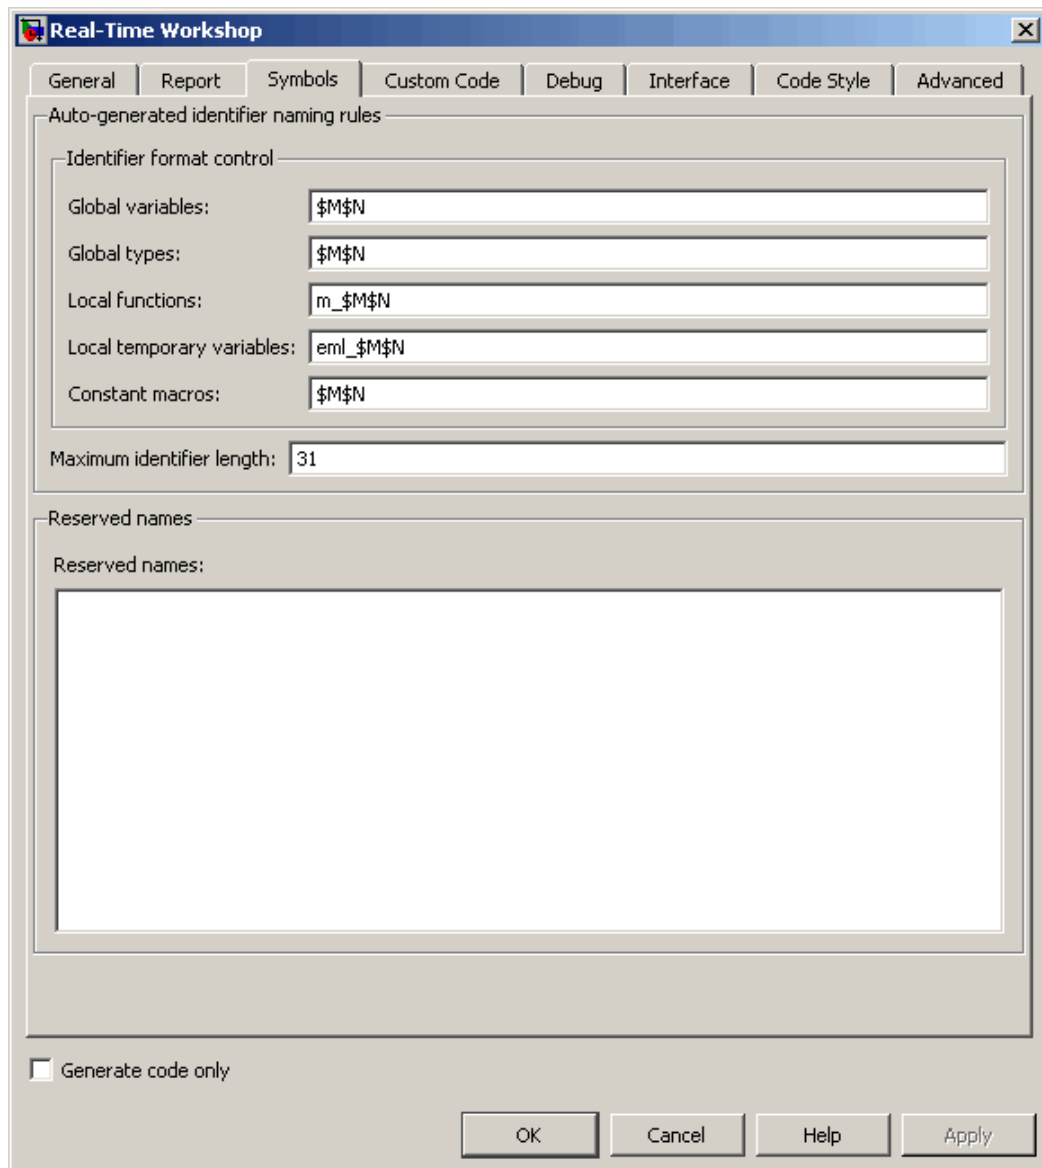 Real-Time Workshop
General Report Symbols Custom Code Debug Interface Code Style Advanced
Auto-generated identifier naming rules
Identifier format control
Global variables: $M$N
Global types: $M$N
Local functions: m_$M$N
Local temporary variables: eml_$M$N
Constant macros: $M$N
Maximum identifier length: 31
Reserved names
Reserved names:
Generate code only
OK Cancel Help Apply